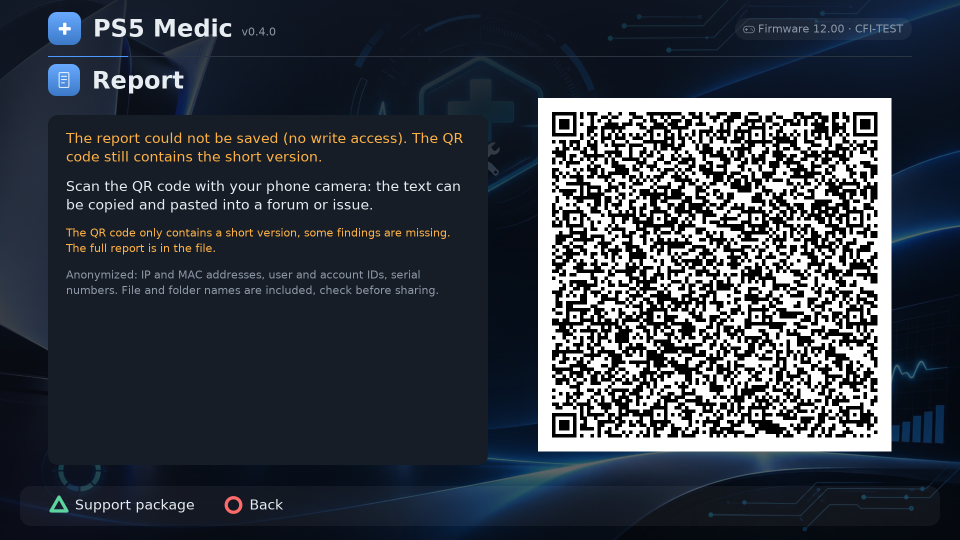 PS5 Medic v0.4.0
Firmware 12.00 · CFI-TEST
Report
The report could not be saved (no write access). The QR
code still contains the short version.
Scan the QR code with your phone camera: the text can
be copied and pasted into a forum or issue.
The QR code only contains a short version, some findings are missing.
The full report is in the file.
Anonymized: IP and MAC addresses, user and account IDs, serial
numbers. File and folder names are included, check before sharing.
Support package
Back